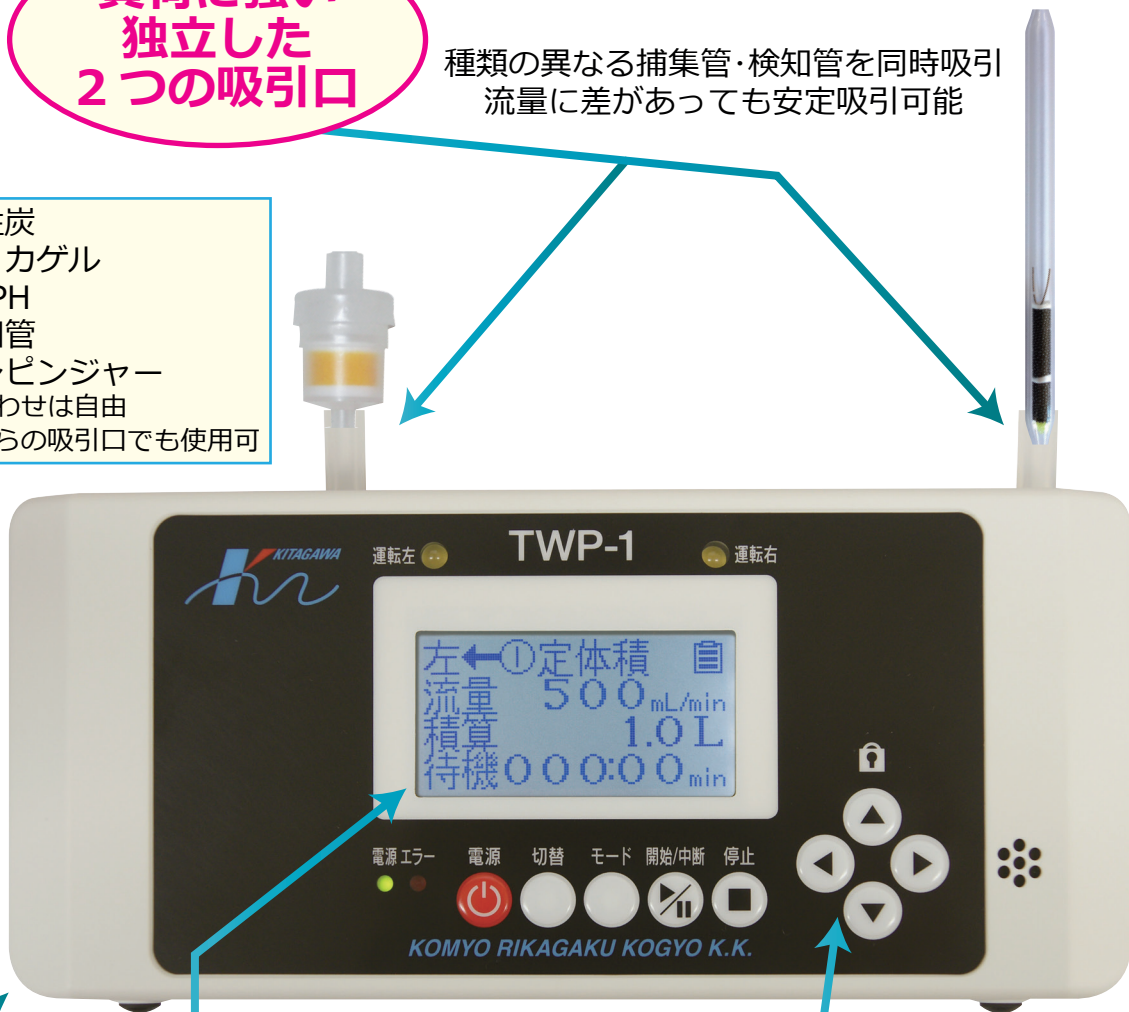 負荷に強い
独立した
2つの吸引口
種類の異なる捕集管･検知管を同時吸引
流量に差があっても安定吸引可能
炭
カゲル
PH
管
ピンジャー
わせは自由
らの吸引口でも使用可
KITAGAWA
運転左
TWP-1
運転右
左←①定体積
流量 500mL/min
積算 1.0L
待機000:00min
電源 エラー 電源 切替 モード 開始/中断 停止
KOMYO RIKAGAKU KOGYO K.K.